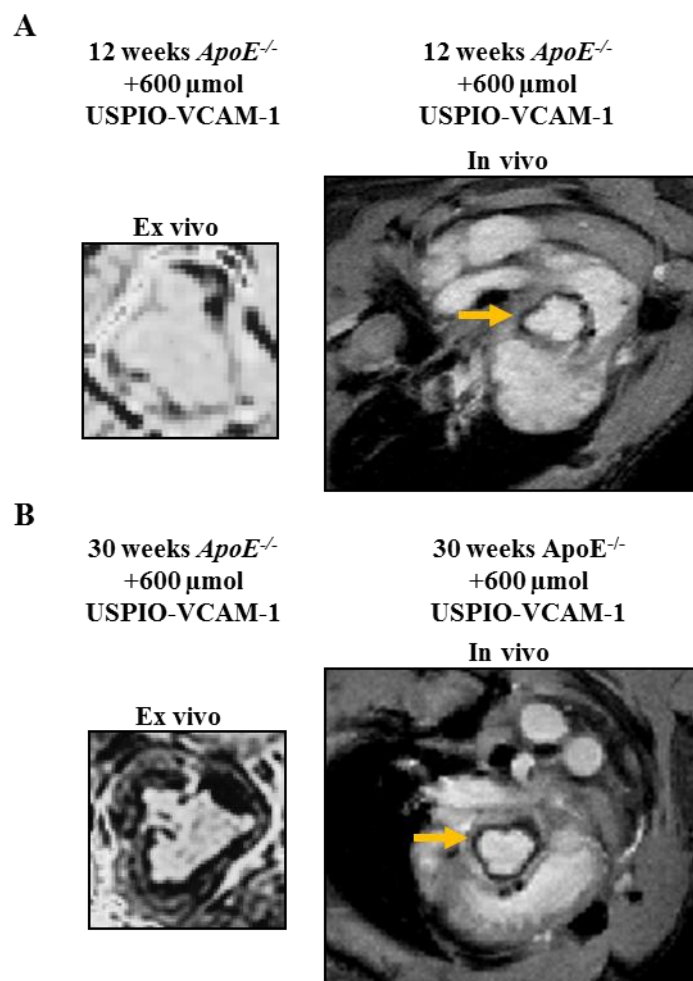 A
12 weeks ApoE-/-
+600 µmol
USPIO-VCAM-1
Ex vivo
12 weeks ApoE-/-
+600 µmol
USPIO-VCAM-1
In vivo
B
30 weeks ApoE-/-
+600 µmol
USPIO-VCAM-1
Ex vivo
30 weeks ApoE-/-
+600 µmol
USPIO-VCAM-1
In vivo